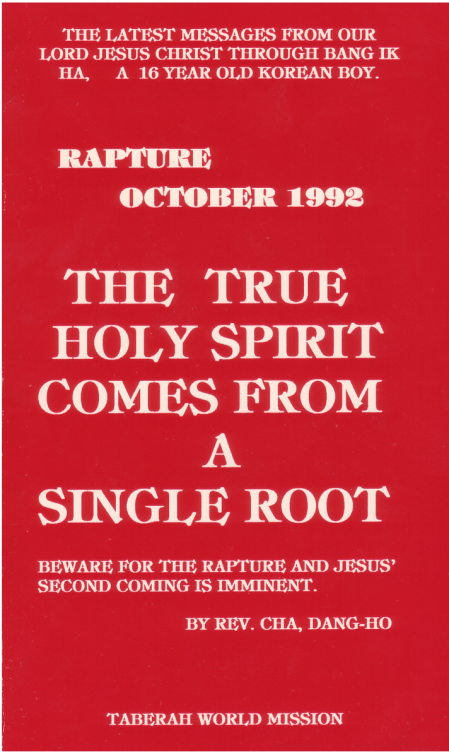 THE LATEST MESSAGES FROM OUR
LORD JESUS CHRIST THROUGH BANG IK
HA, A 16 YEAR OLD KOREAN BOY.
RAPTURE
OCTOBER 1992
THE TRUE
HOLY SPIRIT
COMES FROM
A
SINGLE ROOT
BEWARE FOR THE RAPTURE AND JESUS'
SECOND COMING IS IMMINENT.
BY REV. CHA, DANG-HO
TABERAH WORLD MISSION